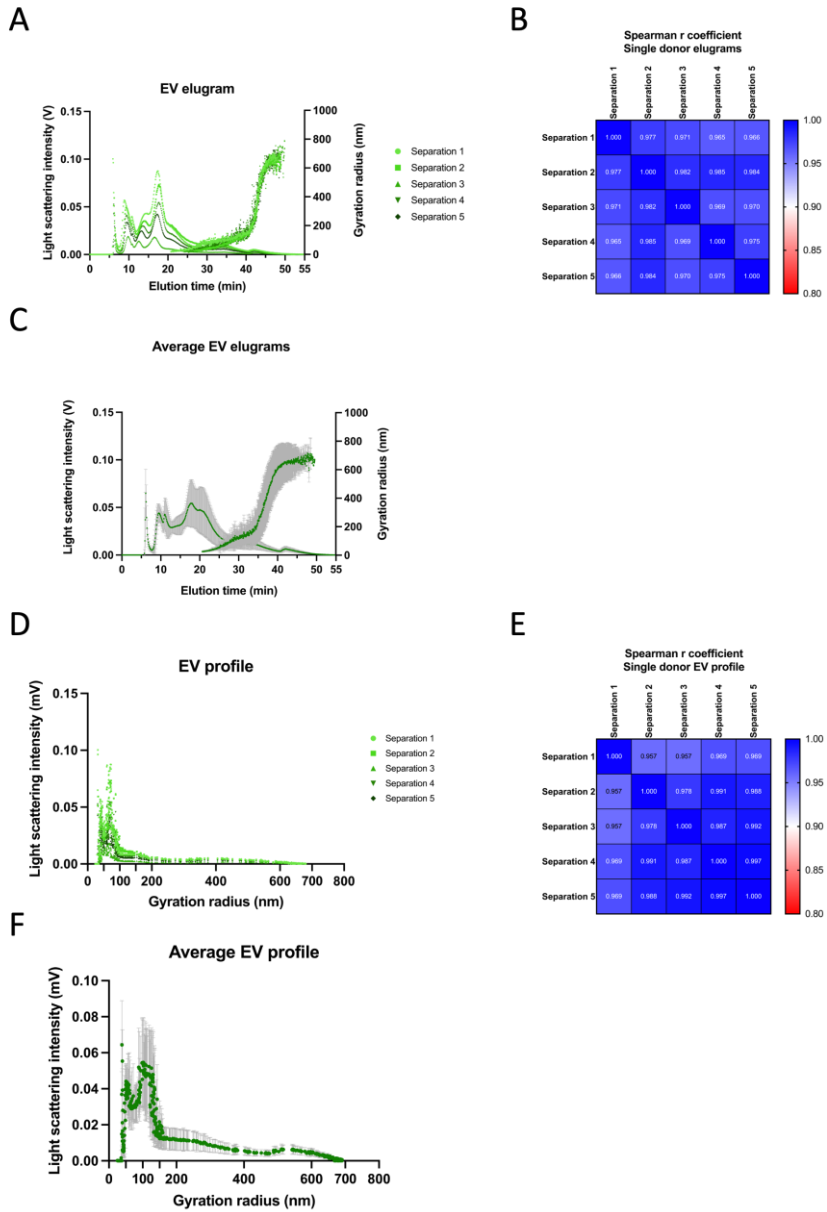 A
EV elugram
Light scattering intensity (V)
0.15
0.10
0.05
0.00
0 10 20 30 40 50 55
Elution time (min)
1000
800
600
400
200
0
Gyration radius (nm)
Separation 1
Separation 2
Separation 3
Separation 4
Separation 5
B
Spearman r coefficient
Single donor elugrams
Separation 1 Separation 2 Separation 3 Separation 4 Separation 5
Separation 1 1.000 0.977 0.971 0.965 0.966
Separation 2 0.977 1.000 0.982 0.985 0.984
Separation 3 0.971 0.982 1.000 0.969 0.970
Separation 4 0.965 0.985 0.969 1.000 0.975
Separation 5 0.966 0.984 0.970 0.975 1.000
1.00
0.95
0.90
0.85
0.80
C
Average EV elugrams
Light scattering intensity (V)
0.15
0.10
0.05
0.00
0 10 20 30 40 50 55
Elution time (min)
1000
800
600
400
200
0
Gyration radius (nm)
D
EV profile
Light scattering intensity (mV)
0.15
0.10
0.05
0.00
0 50 100 200 300 400 500 600 700 800
Gyration radius (nm)
Separation 1
Separation 2
Separation 3
Separation 4
Separation 5
E
Spearman r coefficient
Single donor EV profile
Separation 1 Separation 2 Separation 3 Separation 4 Separation 5
Separation 1 1.000 0.957 0.957 0.969 0.969
Separation 2 0.957 1.000 0.978 0.991 0.988
Separation 3 0.957 0.978 1.000 0.987 0.992
Separation 4 0.969 0.991 0.987 1.000 0.997
Separation 5 0.969 0.988 0.992 0.997 1.000
1.00
0.95
0.90
0.85
0.80
F
Average EV profile
Light scattering intensity (mV)
0.10
0.08
0.06
0.04
0.02
0.00
0 50 100 200 300 400 500 600 700 800
Gyration radius (nm)